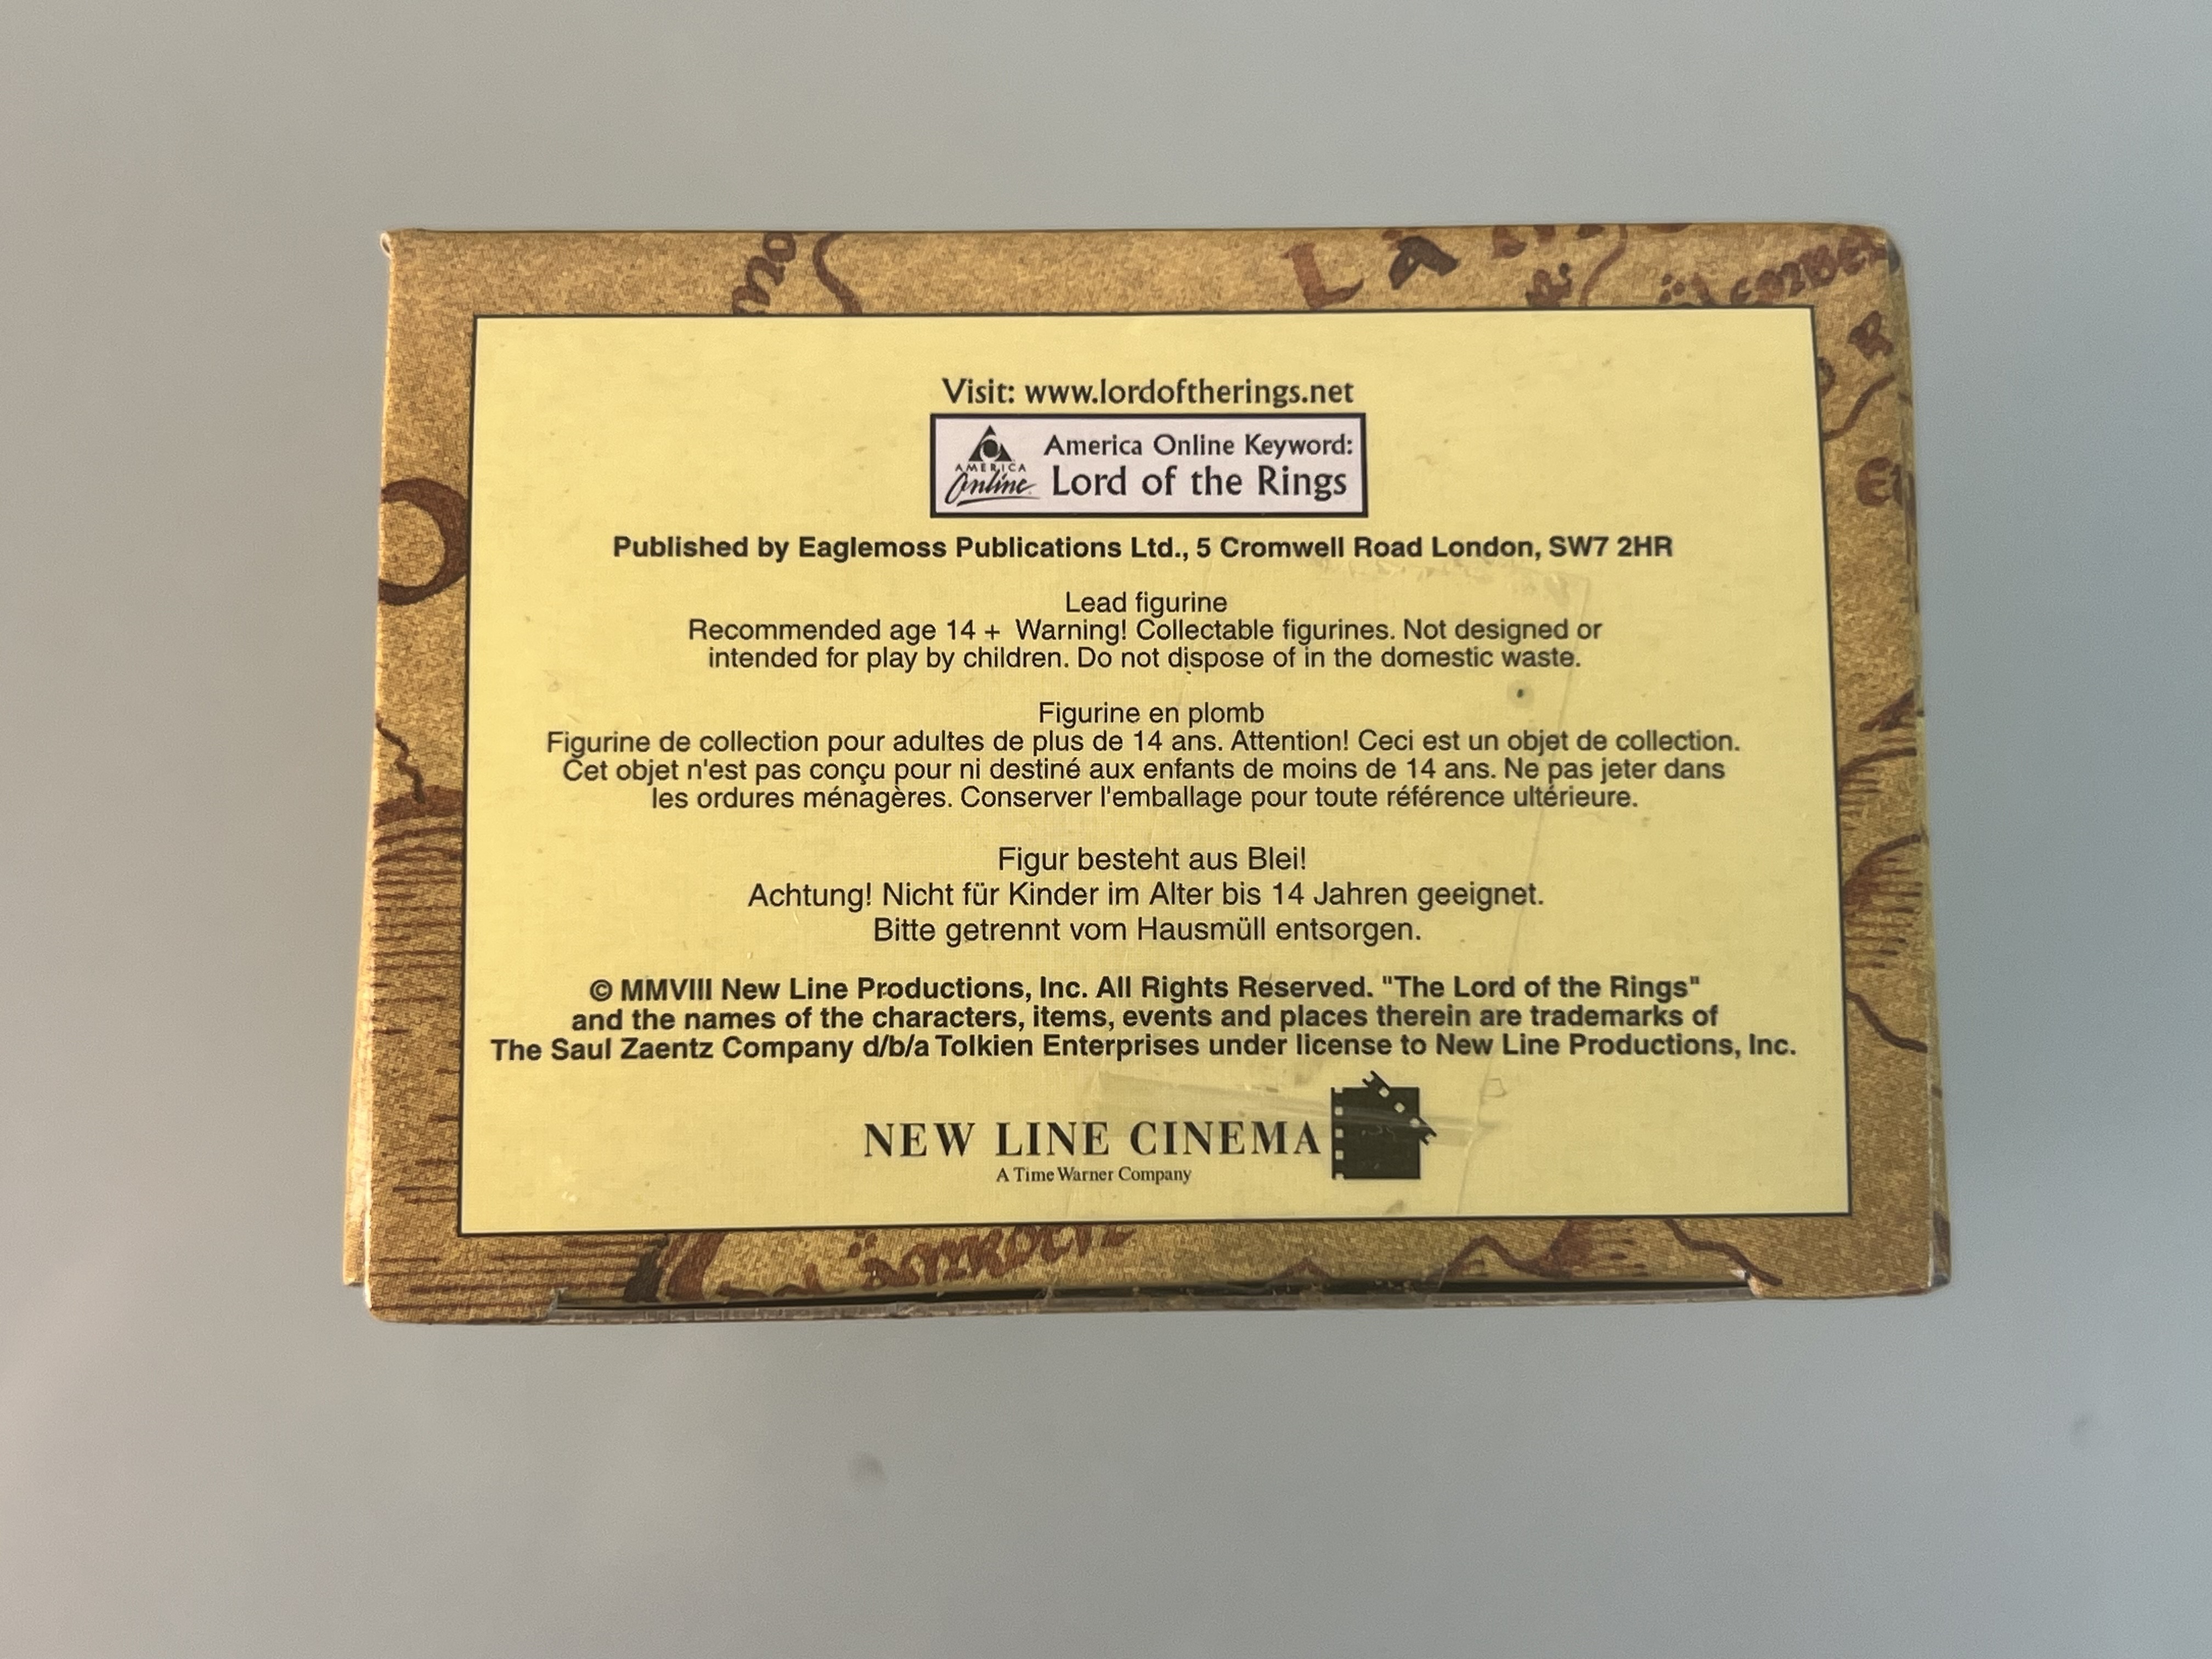 Visit: www.lordoftherings.net
AMERICA Online America Online Keyword:
Lord of the Rings
Published by Eaglemoss Publications Ltd., 5 Cromwell Road London, SW7 2HR
Lead figurine
Recommended age 14 + Warning! Collectable figurines. Not designed or
intended for play by children. Do not dispose of in the domestic waste.
Figurine en plomb
Figurine de collection pour adultes de plus de 14 ans. Attention! Ceci est un objet de collection.
Cet objet n'est pas conçu pour ni destiné aux enfants de moins de 14 ans. Ne pas jeter dans
les ordures ménagères. Conserver l'emballage pour toute référence ultérieure.
Figur besteht aus Blei!
Achtung! Nicht für Kinder im Alter bis 14 Jahren geeignet.
Bitte getrennt vom Hausmüll entsorgen.
© MMVIII New Line Productions, Inc. All Rights Reserved. "The Lord of the Rings"
and the names of the characters, items, events and places therein are trademarks of
The Saul Zaentz Company d/b/a Tolkien Enterprises under license to New Line Productions, Inc.
NEW LINE CINEMA
A Time Warner Company